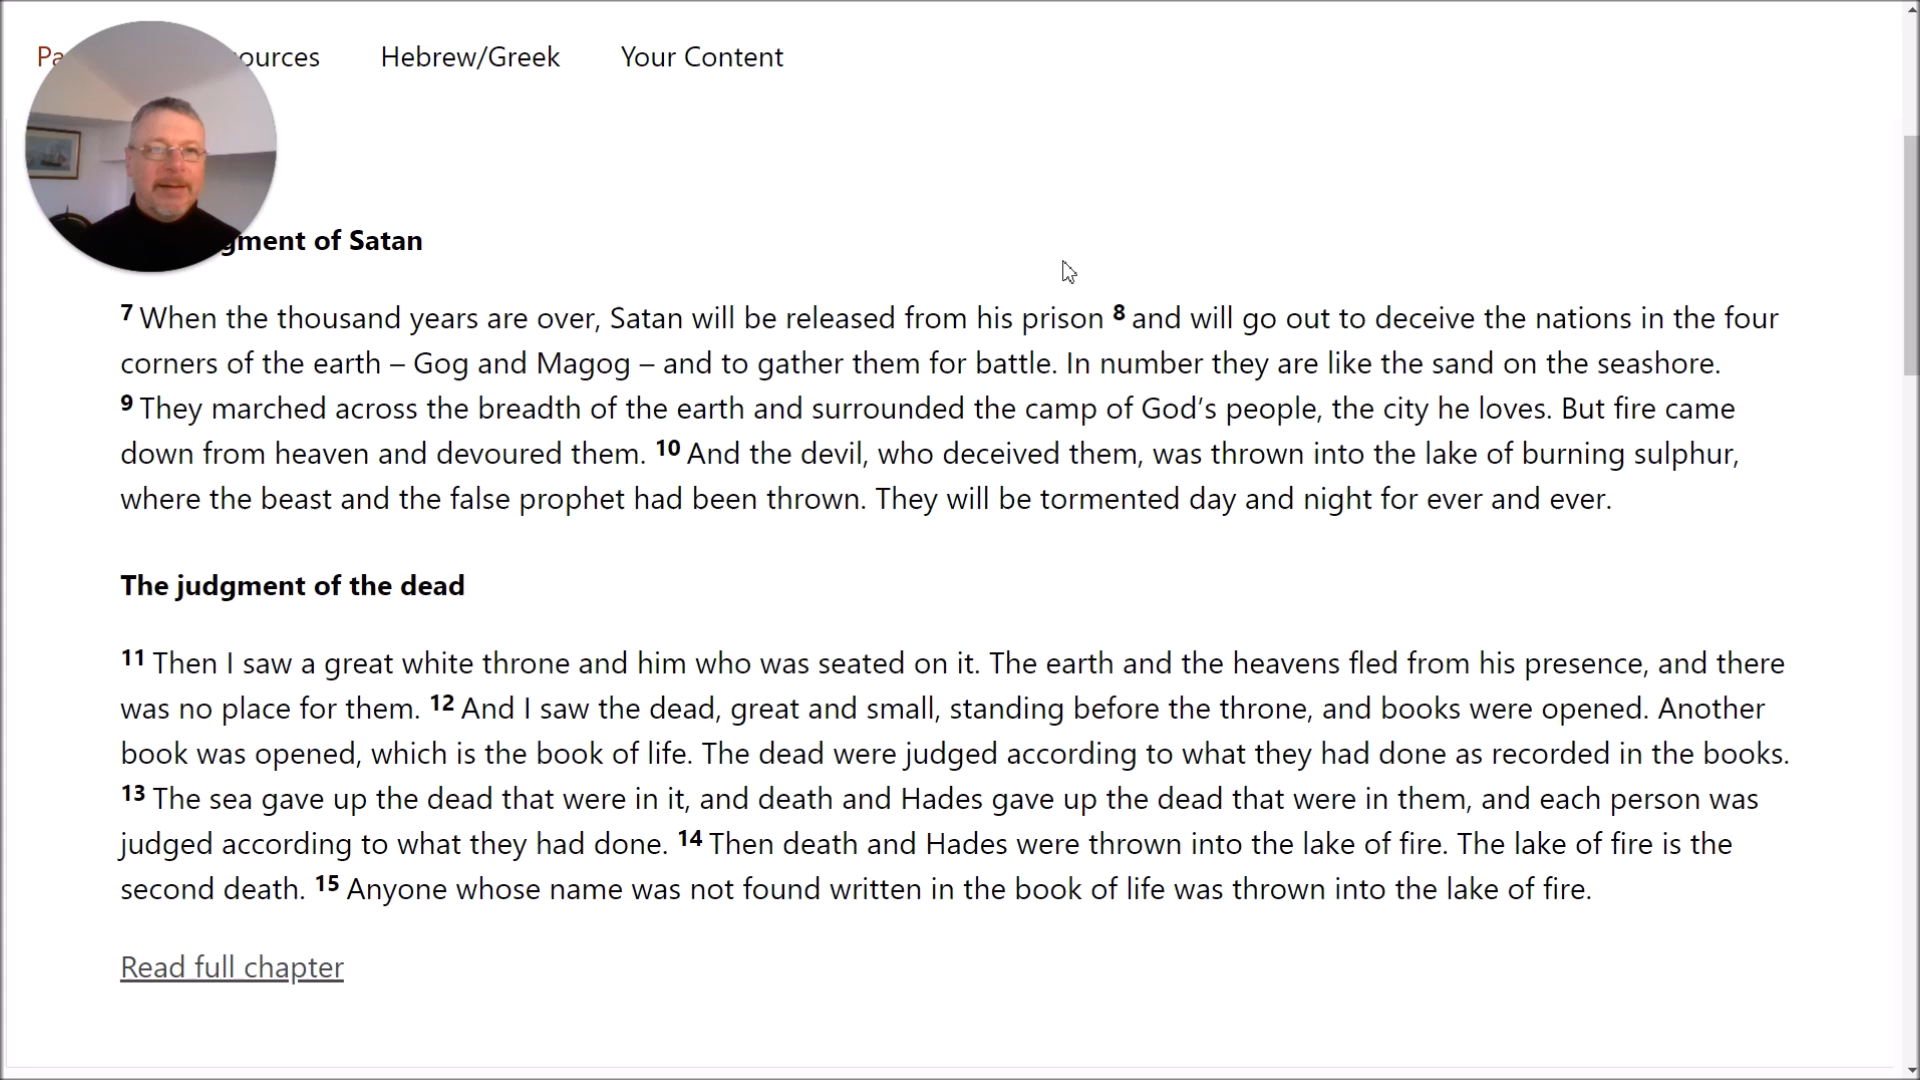 Hebrew/Greek Your Content
of Satan
7 When the thousand years are over, Satan will be released from his prison 8 and will go out to deceive the nations in the four
corners of the earth – Gog and Magog – and to gather them for battle. In number they are like the sand on the seashore.
9 They marched across the breadth of the earth and surrounded the camp of God’s people, the city he loves. But fire came
down from heaven and devoured them. 10 And the devil, who deceived them, was thrown into the lake of burning sulphur,
where the beast and the false prophet had been thrown. They will be tormented day and night for ever and ever.
The judgment of the dead
11 Then I saw a great white throne and him who was seated on it. The earth and the heavens fled from his presence, and there
was no place for them. 12 And I saw the dead, great and small, standing before the throne, and books were opened. Another
book was opened, which is the book of life. The dead were judged according to what they had done as recorded in the books.
13 The sea gave up the dead that were in it, and death and Hades gave up the dead that were in them, and each person was
judged according to what they had done. 14 Then death and Hades were thrown into the lake of fire. The lake of fire is the
second death. 15 Anyone whose name was not found written in the book of life was thrown into the lake of fire.
Read full chapter